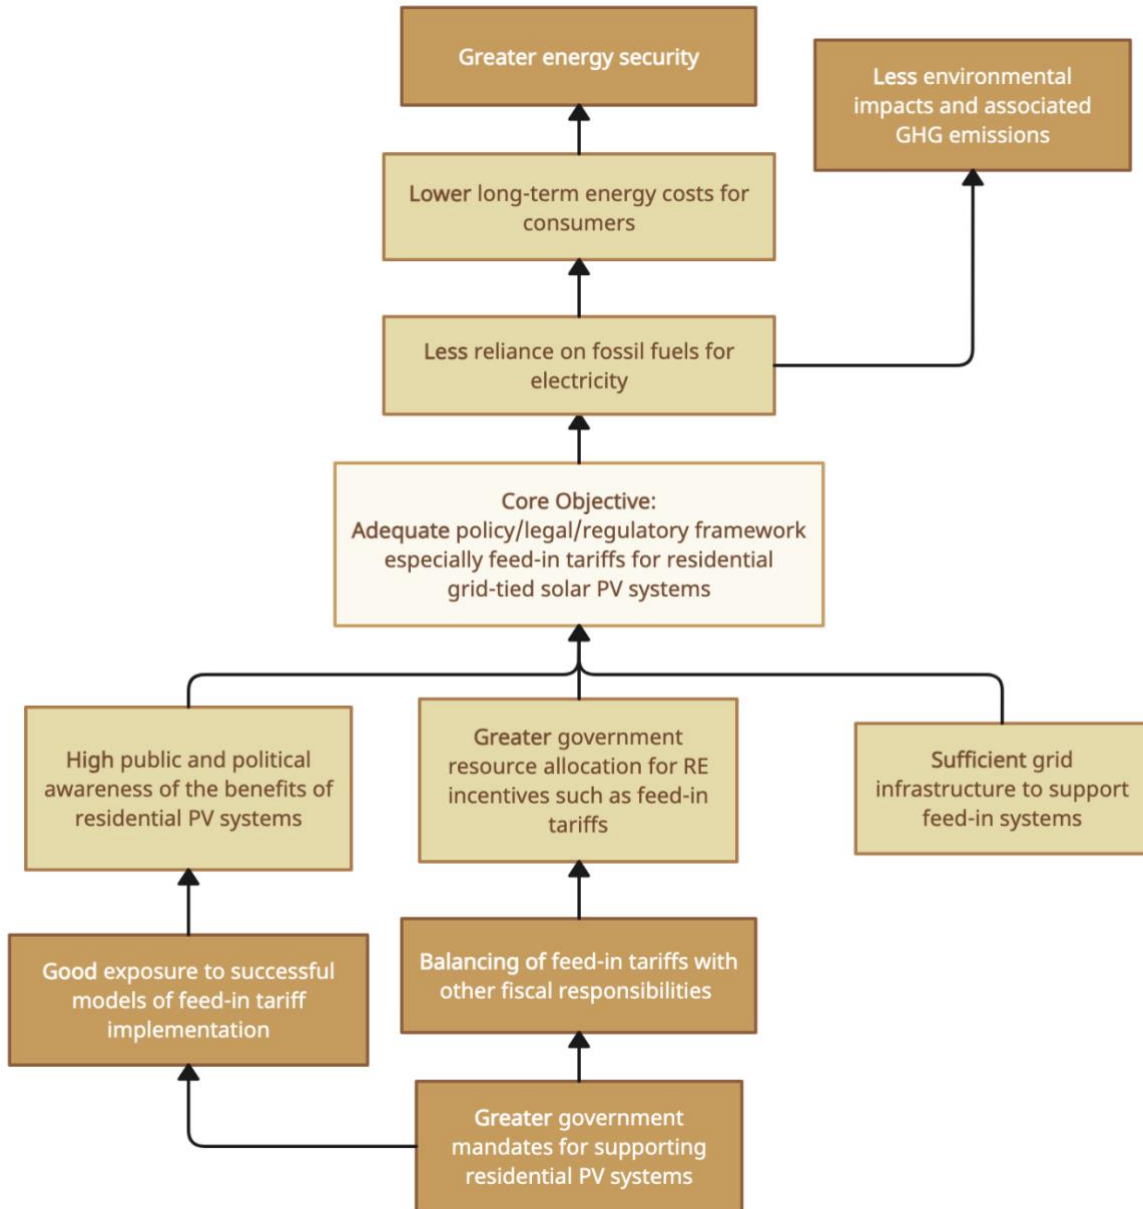 Greater energy security
Less environmental
impacts and associated
GHG emissions
Lower long-term energy costs for
consumers
Less reliance on fossil fuels for
electricity
Core Objective:
Adequate policy/legal/regulatory framework
especially feed-in tariffs for residential
grid-tied solar PV systems
High public and political
awareness of the benefits of
residential PV systems
Greater government
resource allocation for RE
incentives such as feed-in
tariffs
Sufficient grid
infrastructure to support
feed-in systems
Good exposure to successful
models of feed-in tariff
implementation
Balancing of feed-in tariffs with
other fiscal responsibilities
Greater government
mandates for supporting
residential PV systems